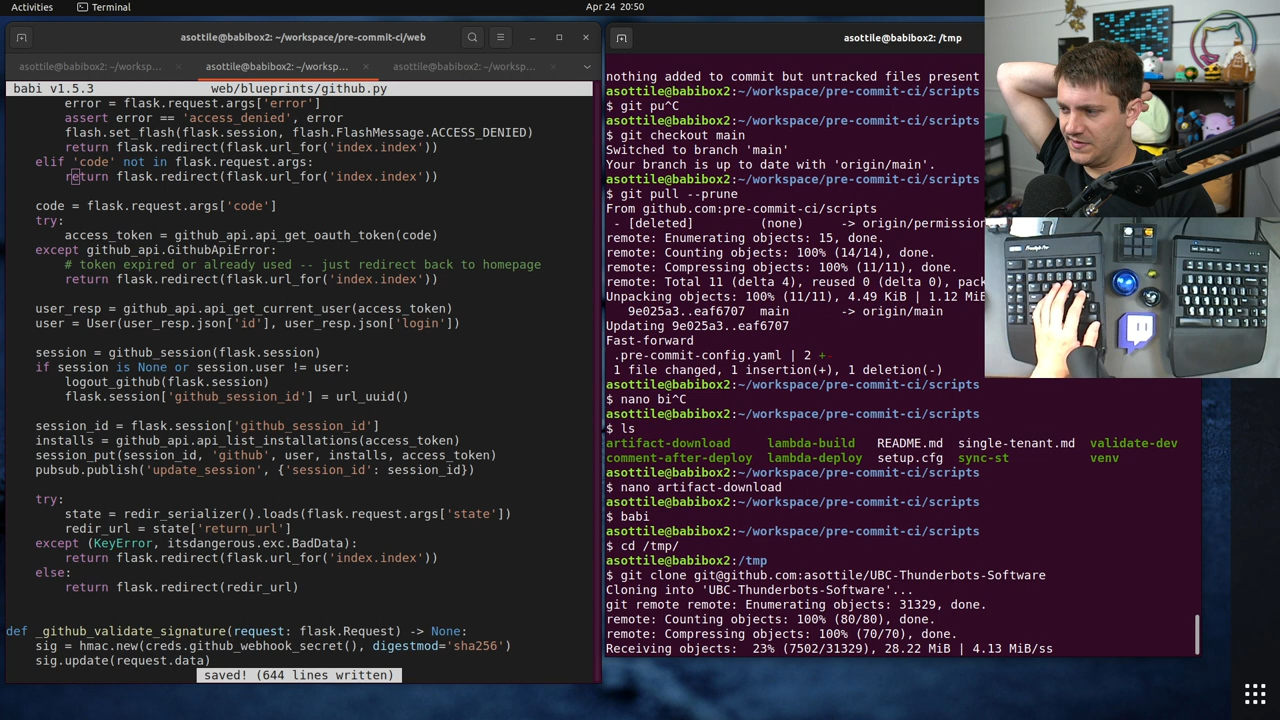 Activities
Terminal
Apr 24 20:50
asottile@babibox2: ~/workspace/pre-commit-ci/web
asottile@babibox2: ~/worksp...
asottile@babibox2: ~/worksp...
asottile@babibox2: ~/worksp...
babi v1.5.3 web/blueprints/github.py
error = flask.request.args['error']
assert error == 'access_denied', error
flash.set_flash(flask.session, flash.FlashMessage.ACCESS_DENIED)
return flask.redirect(flask.url_for('index.index'))
elif 'code' not in flask.request.args:
return flask.redirect(flask.url_for('index.index'))
code = flask.request.args['code']
try:
access_token = github_api.api_get_oauth_token(code)
except github_api.GithubApiError:
# token expired or already used -- just redirect back to homepage
return flask.redirect(flask.url_for('index.index'))
user_resp = github_api.api_get_current_user(access_token)
user = User(user_resp.json['id'], user_resp.json['login'])
session = github_session(flask.session)
if session is None or session.user != user:
logout_github(flask.session)
flask.session['github_session_id'] = url_uuid()
session_id = flask.session['github_session_id']
installs = github_api.api_list_installations(access_token)
session_put(session_id, 'github', user, installs, access_token)
pubsub.publish('update_session', {'session_id': session_id})
try:
state = redir_serializer().loads(flask.request.args['state'])
redir_url = state['return_url']
except (KeyError, itsdangerous.exc.BadData):
return flask.redirect(flask.url_for('index.index'))
else:
return flask.redirect(redir_url)
def _github_validate_signature(request: flask.Request) -> None:
sig = hmac.new(creds.github_webhook_secret(), digestmod='sha256')
sig.update(request.data)
saved! (644 lines written)
asottile@babibox2: /tmp
nothing added to commit but untracked files present
asottile@babibox2:~/workspace/pre-commit-ci/scripts
$ git pu^C
asottile@babibox2:~/workspace/pre-commit-ci/scripts
$ git checkout main
Switched to branch 'main'
Your branch is up to date with 'origin/main'.
asottile@babibox2:~/workspace/pre-commit-ci/scripts
$ git pull --prune
From github.com:pre-commit-ci/scripts
- [deleted] (none) -> origin/permission
remote: Enumerating objects: 15, done.
remote: Counting objects: 100% (14/14), done.
remote: Compressing objects: 100% (11/11), done.
remote: Total 11 (delta 4), reused 0 (delta 0), pack
Unpacking objects: 100% (11/11), 4.49 KiB | 1.12 MiB
9e025a3..eaf6707 main -> origin/main
Updating 9e025a3..eaf6707
Fast-forward
.pre-commit-config.yaml | 2 +-
1 file changed, 1 insertion(+), 1 deletion(-)
asottile@babibox2:~/workspace/pre-commit-ci/scripts
$ nano bi^C
asottile@babibox2:~/workspace/pre-commit-ci/scripts
$ ls
artifact-download lambda-build README.md single-tenant.md validate-dev
comment-after-deploy lambda-deploy setup.cfg sync-st venv
asottile@babibox2:~/workspace/pre-commit-ci/scripts
$ nano artifact-download
asottile@babibox2:~/workspace/pre-commit-ci/scripts
$ babi
asottile@babibox2:~/workspace/pre-commit-ci/scripts
$ cd /tmp/
asottile@babibox2:/tmp
$ git clone git@github.com:asottile/UBC-Thunderbots-Software
Cloning into 'UBC-Thunderbots-Software'...
git remote remote: Enumerating objects: 31329, done.
remote: Counting objects: 100% (80/80), done.
remote: Compressing objects: 100% (70/70), done.
Receiving objects: 23% (7502/31329), 28.22 MiB | 4.13 MiB/ss